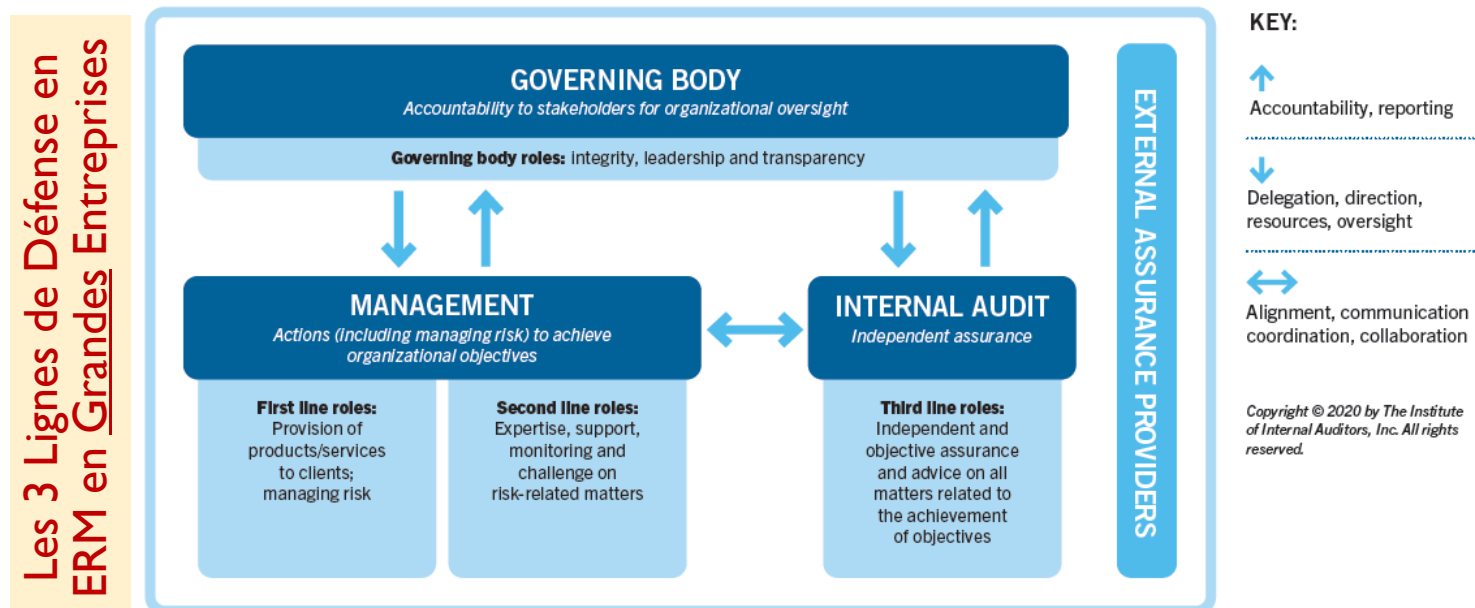 Les 3 Lignes de Défense en
ERM en Grandes Entreprises
GOVERNING BODY
Accountability to stakeholders for organizational oversight
Governing body roles: integrity, leadership and transparency
MANAGEMENT
Actions (including managing risk) to achieve
organizational objectives
First line roles:
Provision of
products/services
to clients;
managing risk
Second line roles:
Expertise, support,
monitoring and
challenge on
risk-related matters
INTERNAL AUDIT
Independent assurance
Third line roles:
Independent and
objective assurance
and advice on all
matters related to
the achievement
of objectives
EXTERNAL ASSURANCE PROVIDERS
KEY:
Accountability, reporting
Delegation, direction,
resources, oversight
Alignment, communication
coordination, collaboration
Copyright © 2020 by The Institute
of Internal Auditors, Inc. All rights
reserved.